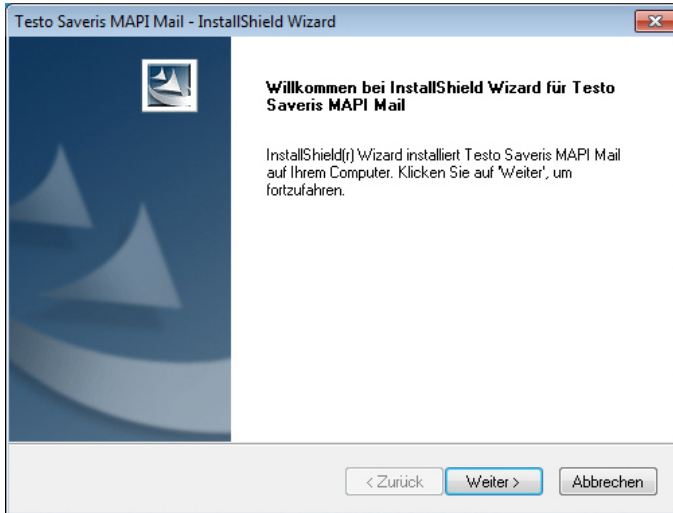 Testo Saveris MAPI Mail - InstallShield Wizard
Willkommen bei InstallShield Wizard für Testo
Saveris MAPI Mail
InstallShield(r) Wizard installiert Testo Saveris MAPI Mail
auf Ihrem Computer. Klicken Sie auf 'Weiter', um
fortzufahren.
< Zurück Weiter > Abbrechen